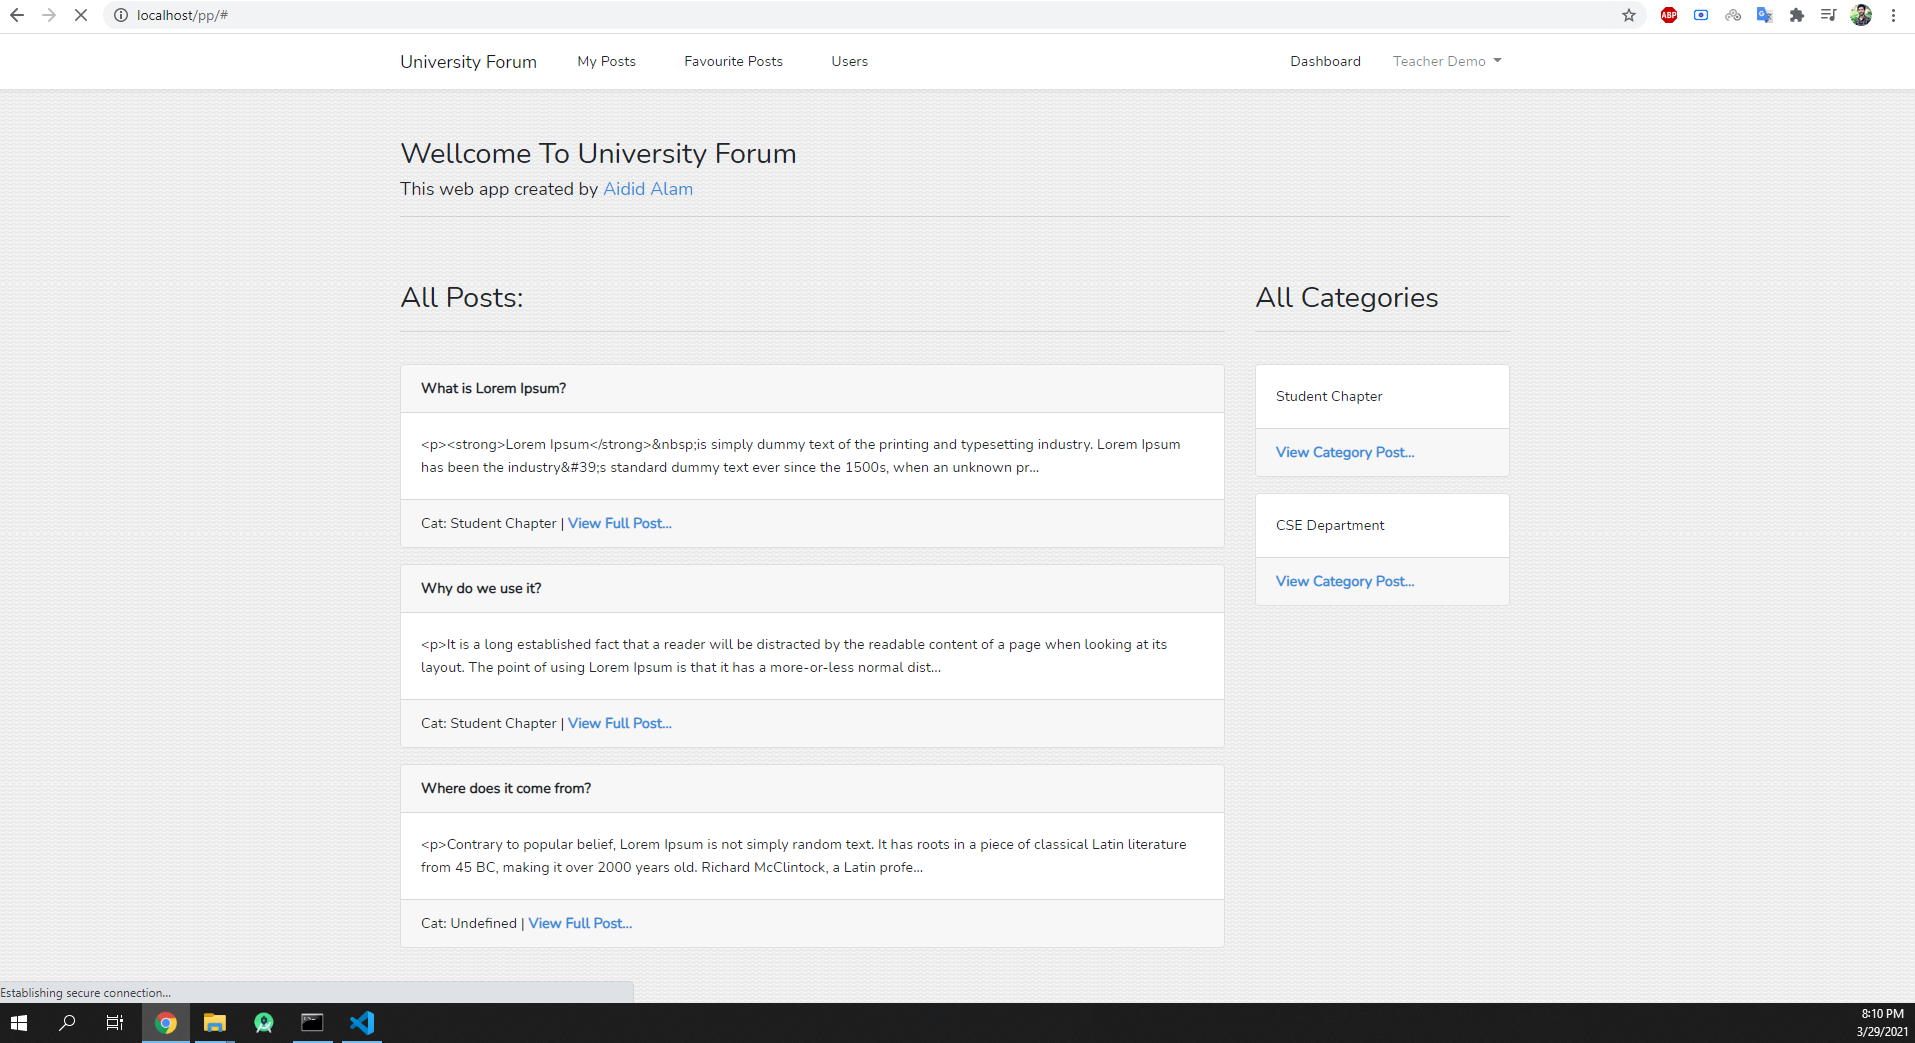 localhost/pp/#
ABP
University Forum My Posts Favourite Posts Users Dashboard Teacher Demo
Wellcome To University Forum
This web app created by Aidid Alam
All Posts:
What is Lorem Ipsum?
<p><strong>Lorem Ipsum</strong>&nbsp;is simply dummy text of the printing and typesetting industry. Lorem Ipsum
has been the industry&#39;s standard dummy text ever since the 1500s, when an unknown pr...
Cat: Student Chapter | View Full Post...
Why do we use it?
<p>It is a long established fact that a reader will be distracted by the readable content of a page when looking at its
layout. The point of using Lorem Ipsum is that it has a more-or-less normal dist...
Cat: Student Chapter | View Full Post...
Where does it come from?
<p>Contrary to popular belief, Lorem Ipsum is not simply random text. It has roots in a piece of classical Latin literature
from 45 BC, making it over 2000 years old. Richard McClintock, a Latin profe...
Cat: Undefined | View Full Post...
All Categories
Student Chapter
View Category Post...
CSE Department
View Category Post...
Establishing secure connection...
8:10 PM
3/29/2021